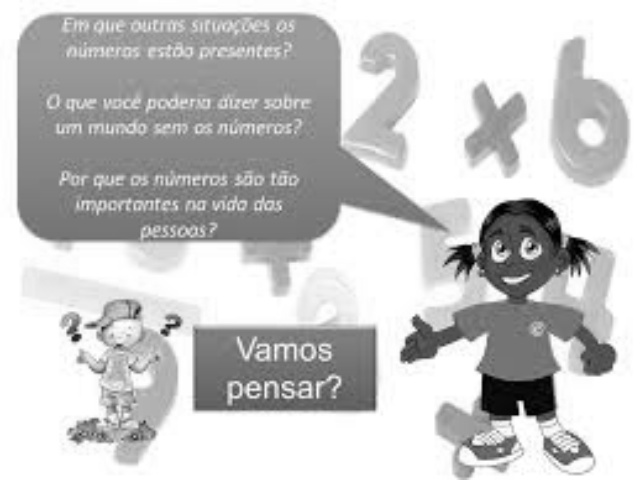 Em que outras situações os
números estão presentes?
O que você poderia dizer sobre
um mundo sem os números?
Por que os números são tão
importantes na vida das
pessoas?
2 x 6
Vamos
pensar?